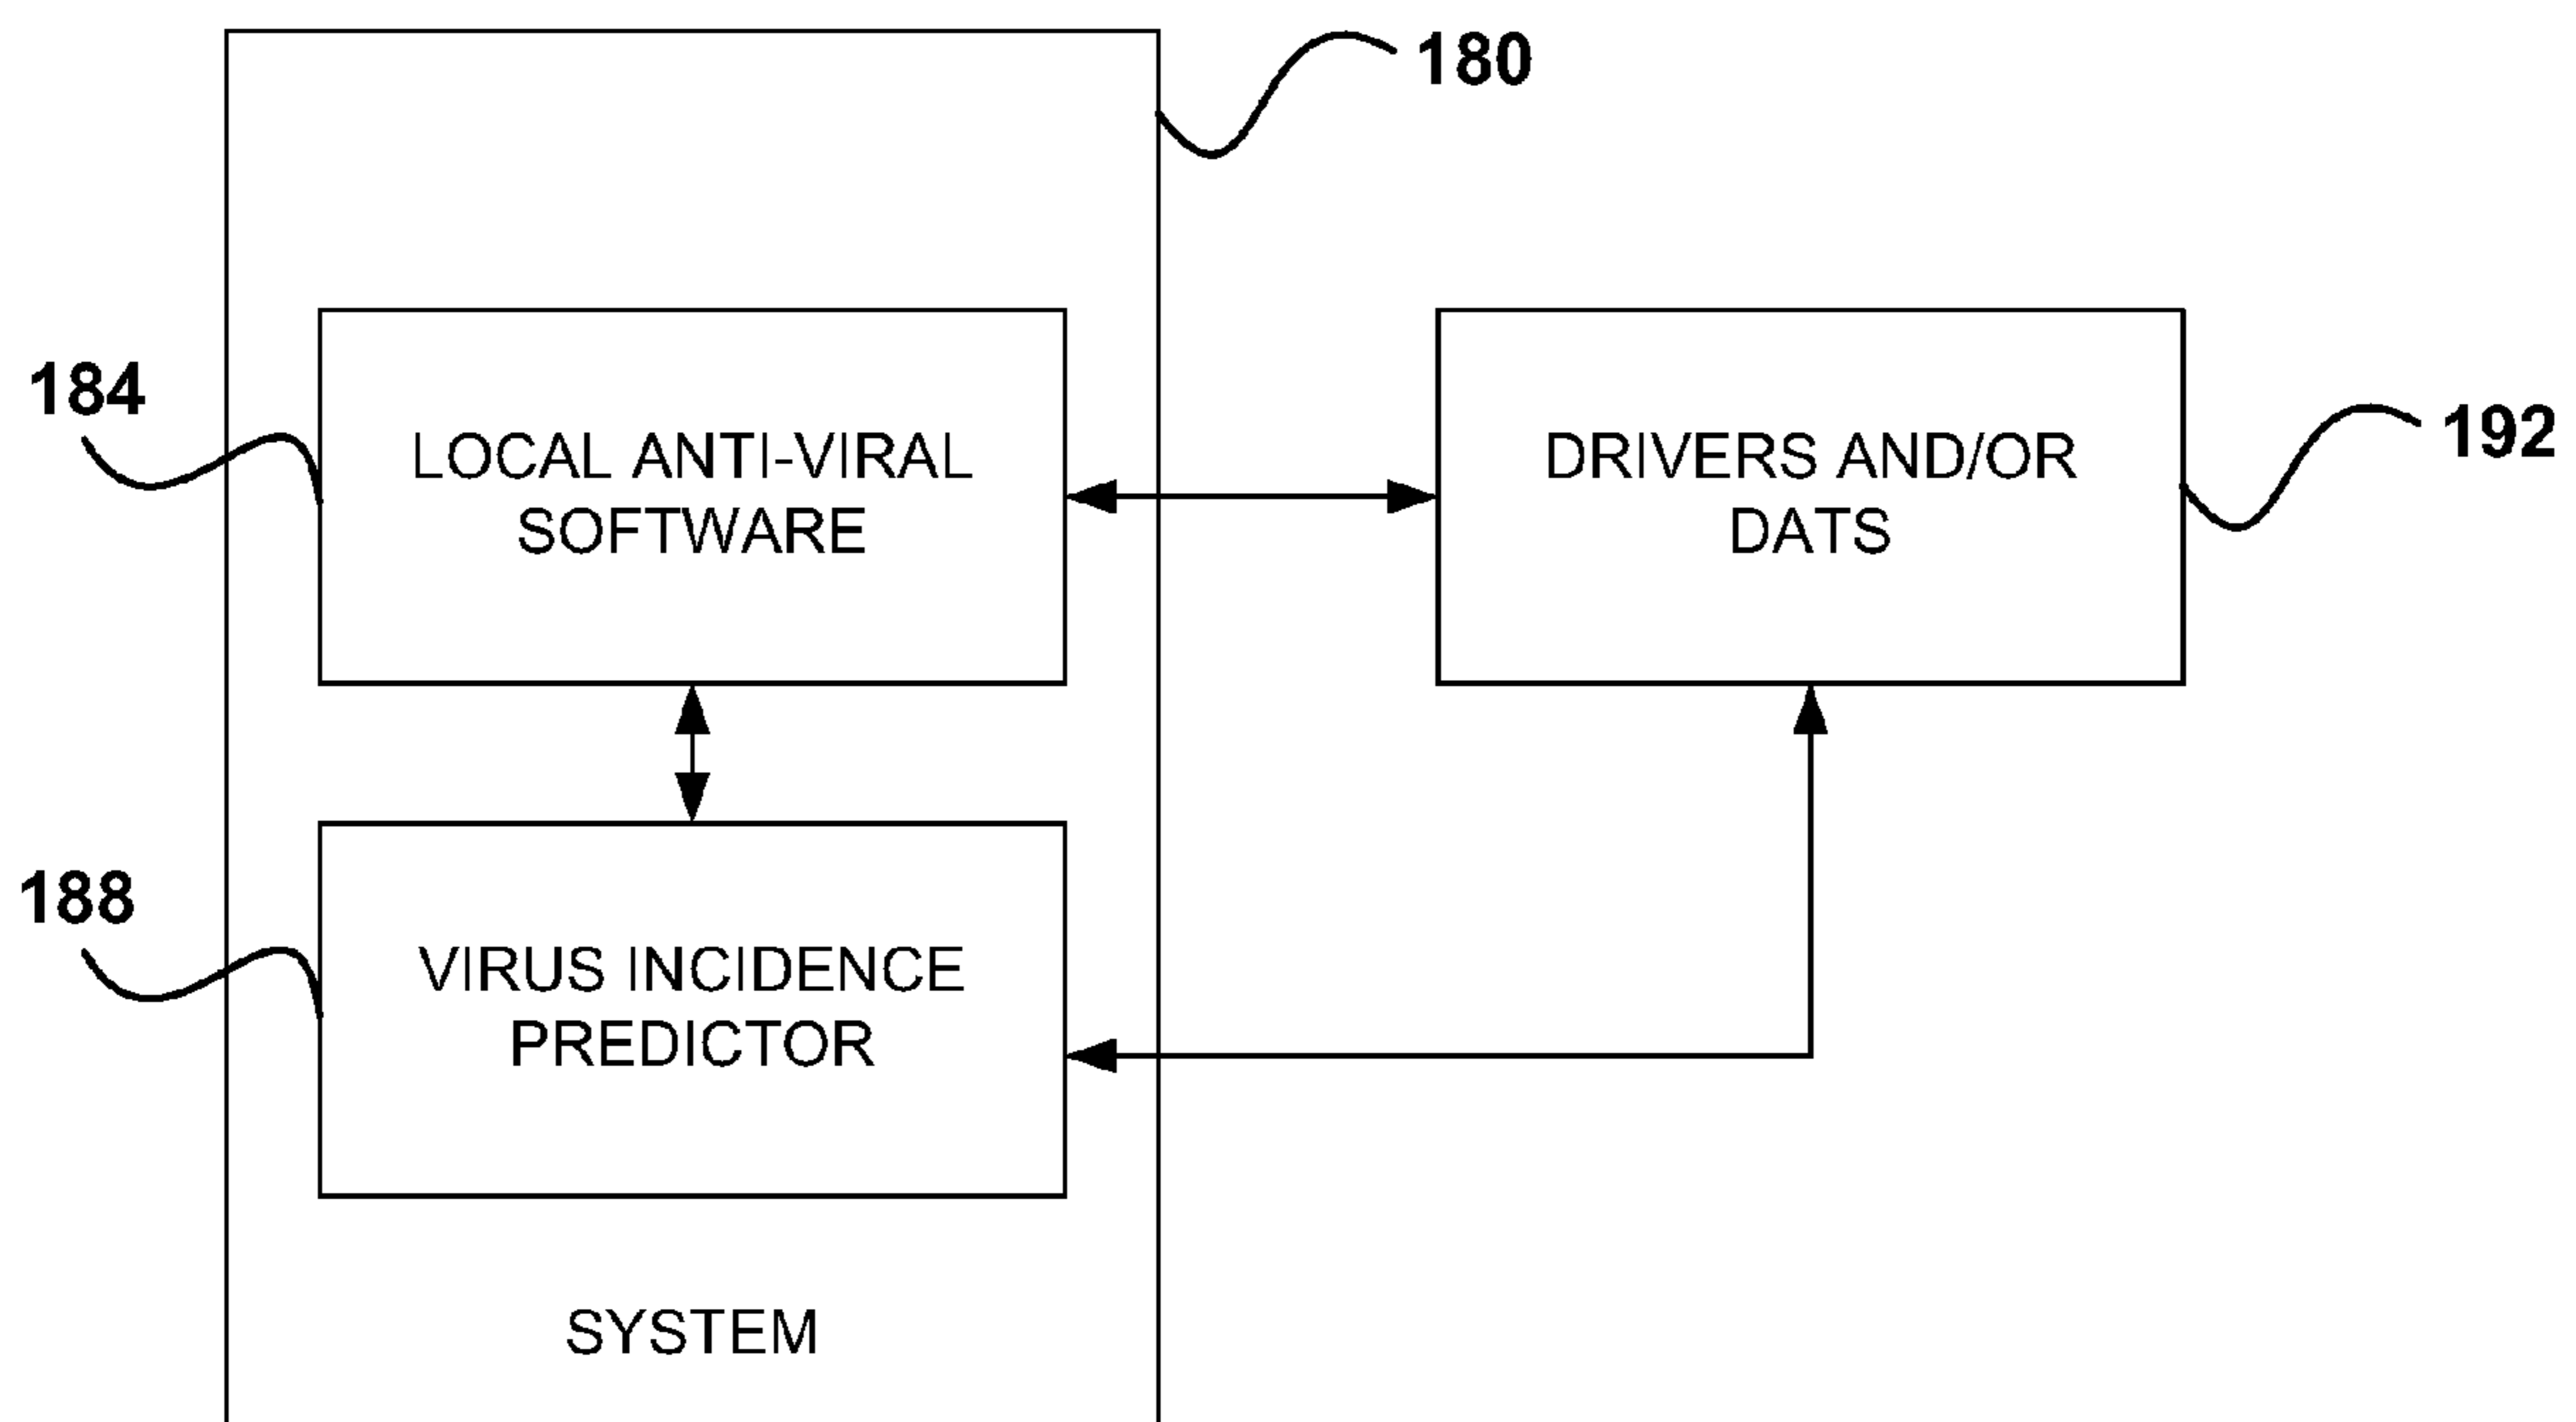 180
184
LOCAL ANTI-VIRAL
SOFTWARE
DRIVERS AND/OR
DATS
192
188
VIRUS INCIDENCE
PREDICTOR
SYSTEM